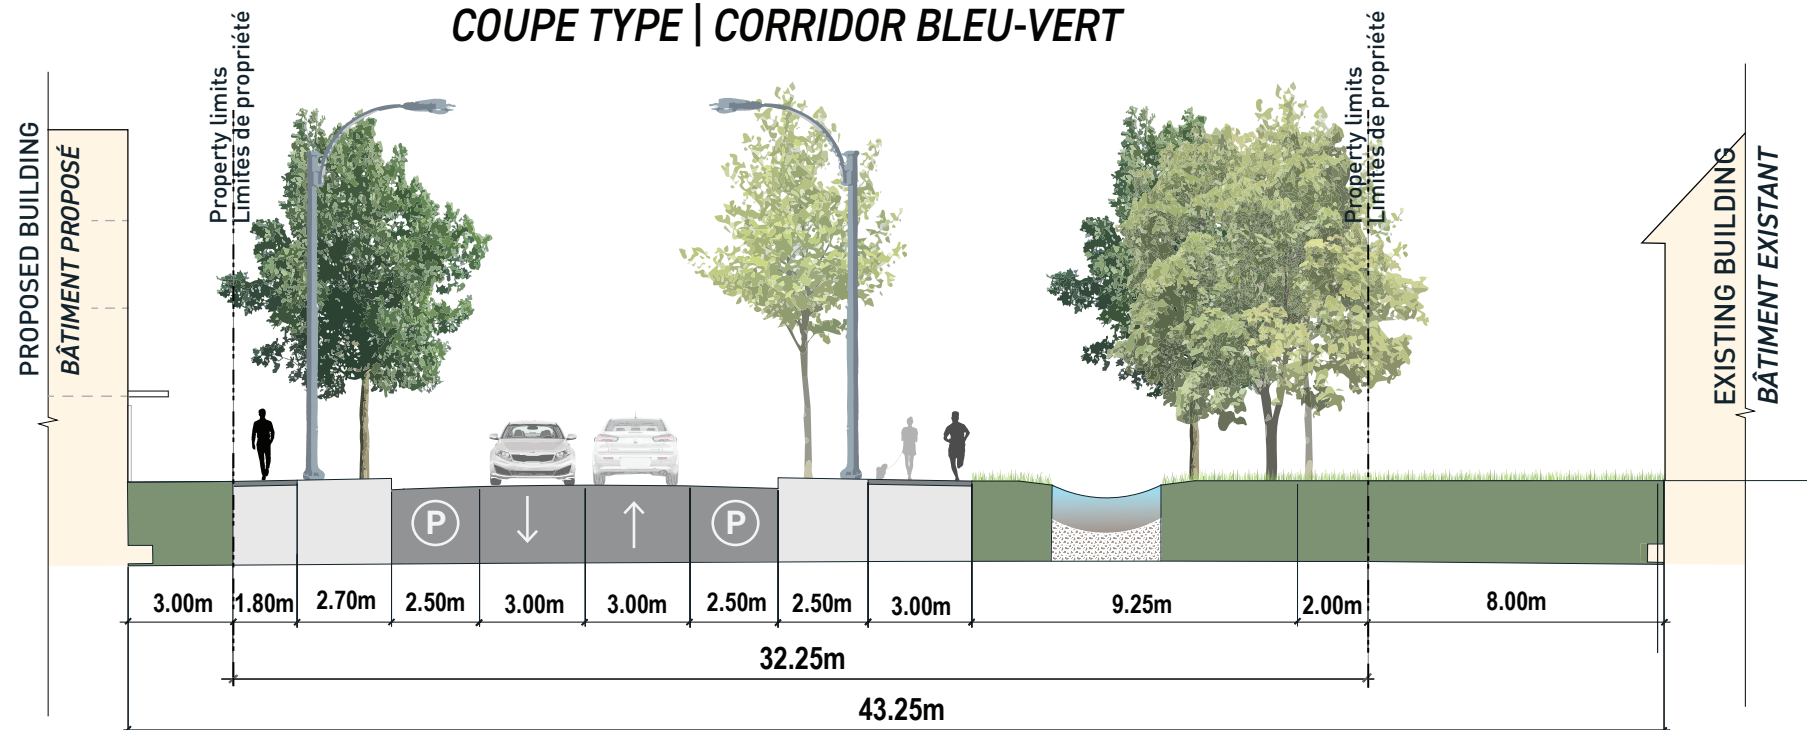 COUPE TYPE | CORRIDOR BLEU-VERT
PROPOSED BUILDING
BÂTIMENT PROPOSÉ
Property limits
Limites de propriété
Property limits
Limites de propriété
EXISTING BUILDING
BÂTIMENT EXISTANT
P
P
3.00m
1.80m
2.70m
2.50m
3.00m
3.00m
2.50m
2.50m
3.00m
9.25m
2.00m
8.00m
32.25m
43.25m